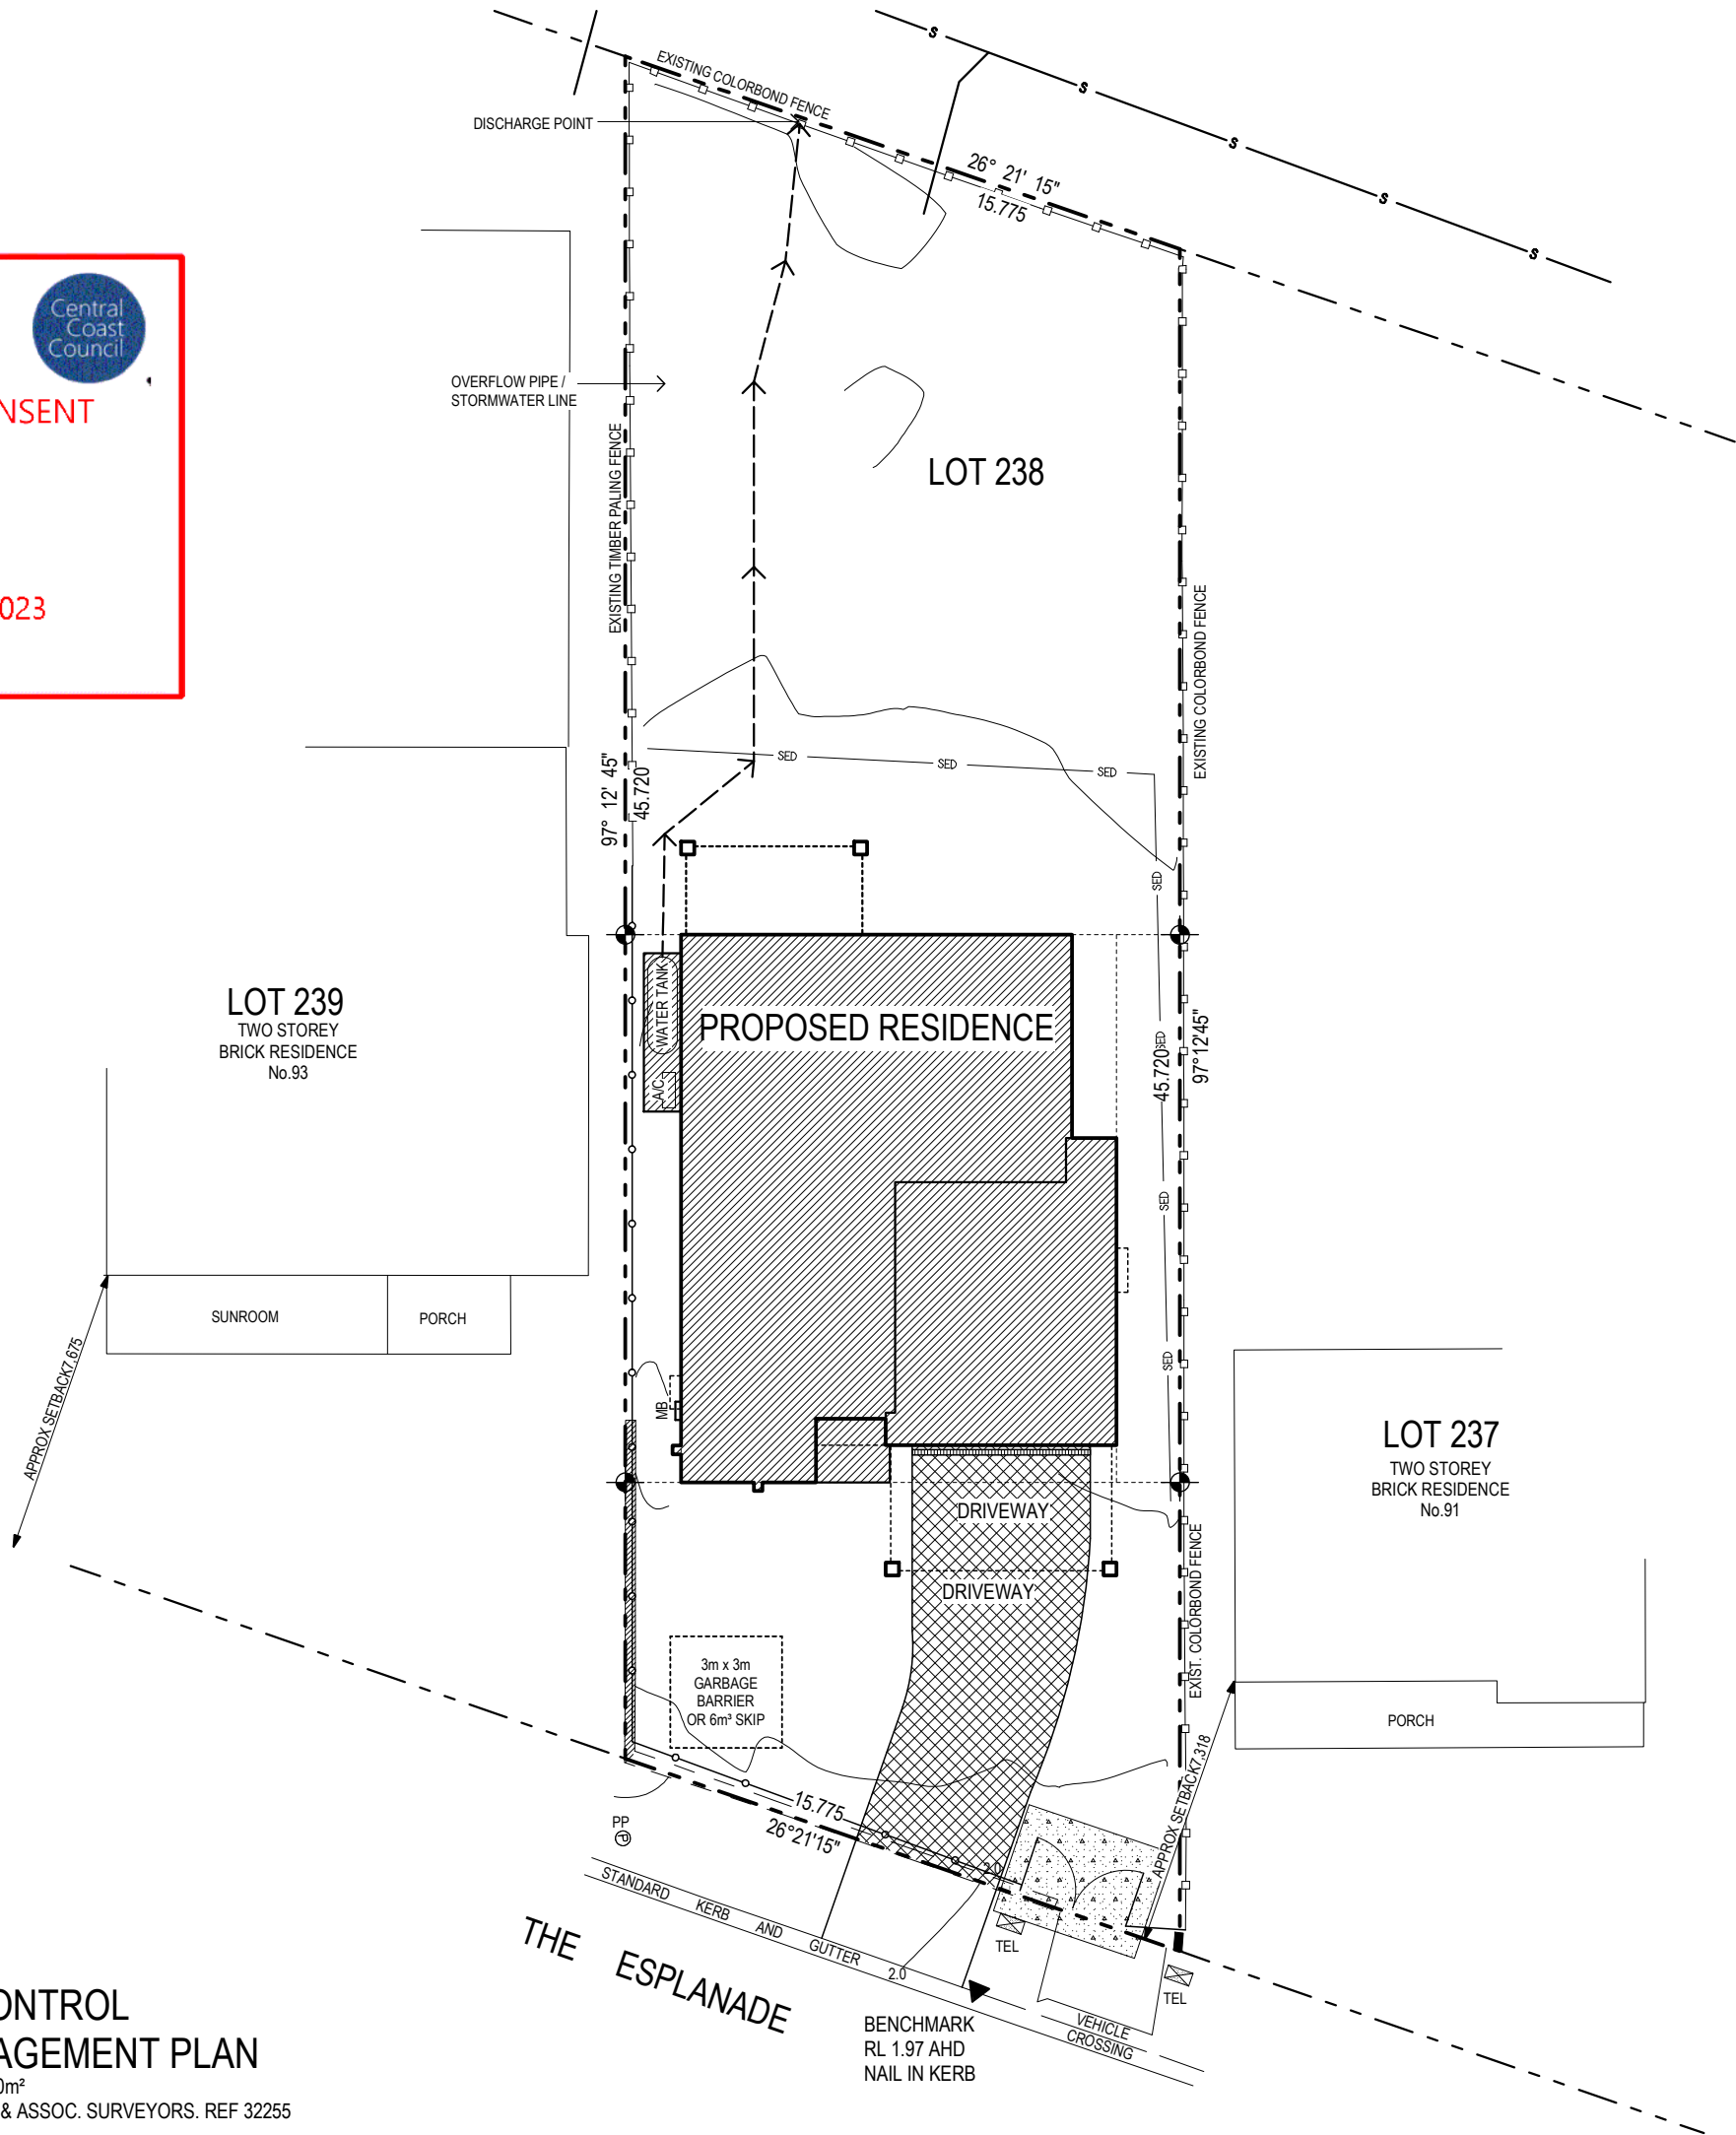 S
S
S
S
S
EXISTING COLORBOND FENCE
DISCHARGE POINT
26° 21' 15"
15.775
Central
Coast
Council
NSENT
023
OVERFLOW PIPE /
STORMWATER LINE
EXISTING TIMBER PALING FENCE
LOT 238
EXISTING COLORBOND FENCE
97° 12' 45"
45.720
SED
SED
SED
SED
SED
SED
SED
LOT 239
TWO STOREY
BRICK RESIDENCE
No.93
WATER TANK
A/C
PROPOSED RESIDENCE
45.720
97°12'45"
SUNROOM
PORCH
APPROX SETBACK7,675
MB
LOT 237
TWO STOREY
BRICK RESIDENCE
No.91
DRIVEWAY
DRIVEWAY
EXIST. COLORBOND FENCE
3m x 3m
GARBAGE
BARRIER
OR 6m³ SKIP
PORCH
APPROX SETBACK7,318
15.775
26°21'15"
PP
P
2.0
STANDARD KERB AND GUTTER
2.0
TEL
TEL
THE ESPLANADE
VEHICLE
CROSSING
BENCHMARK
RL 1.97 AHD
NAIL IN KERB
ONTROL
AGEMENT PLAN
0m²
& ASSOC. SURVEYORS. REF 32255